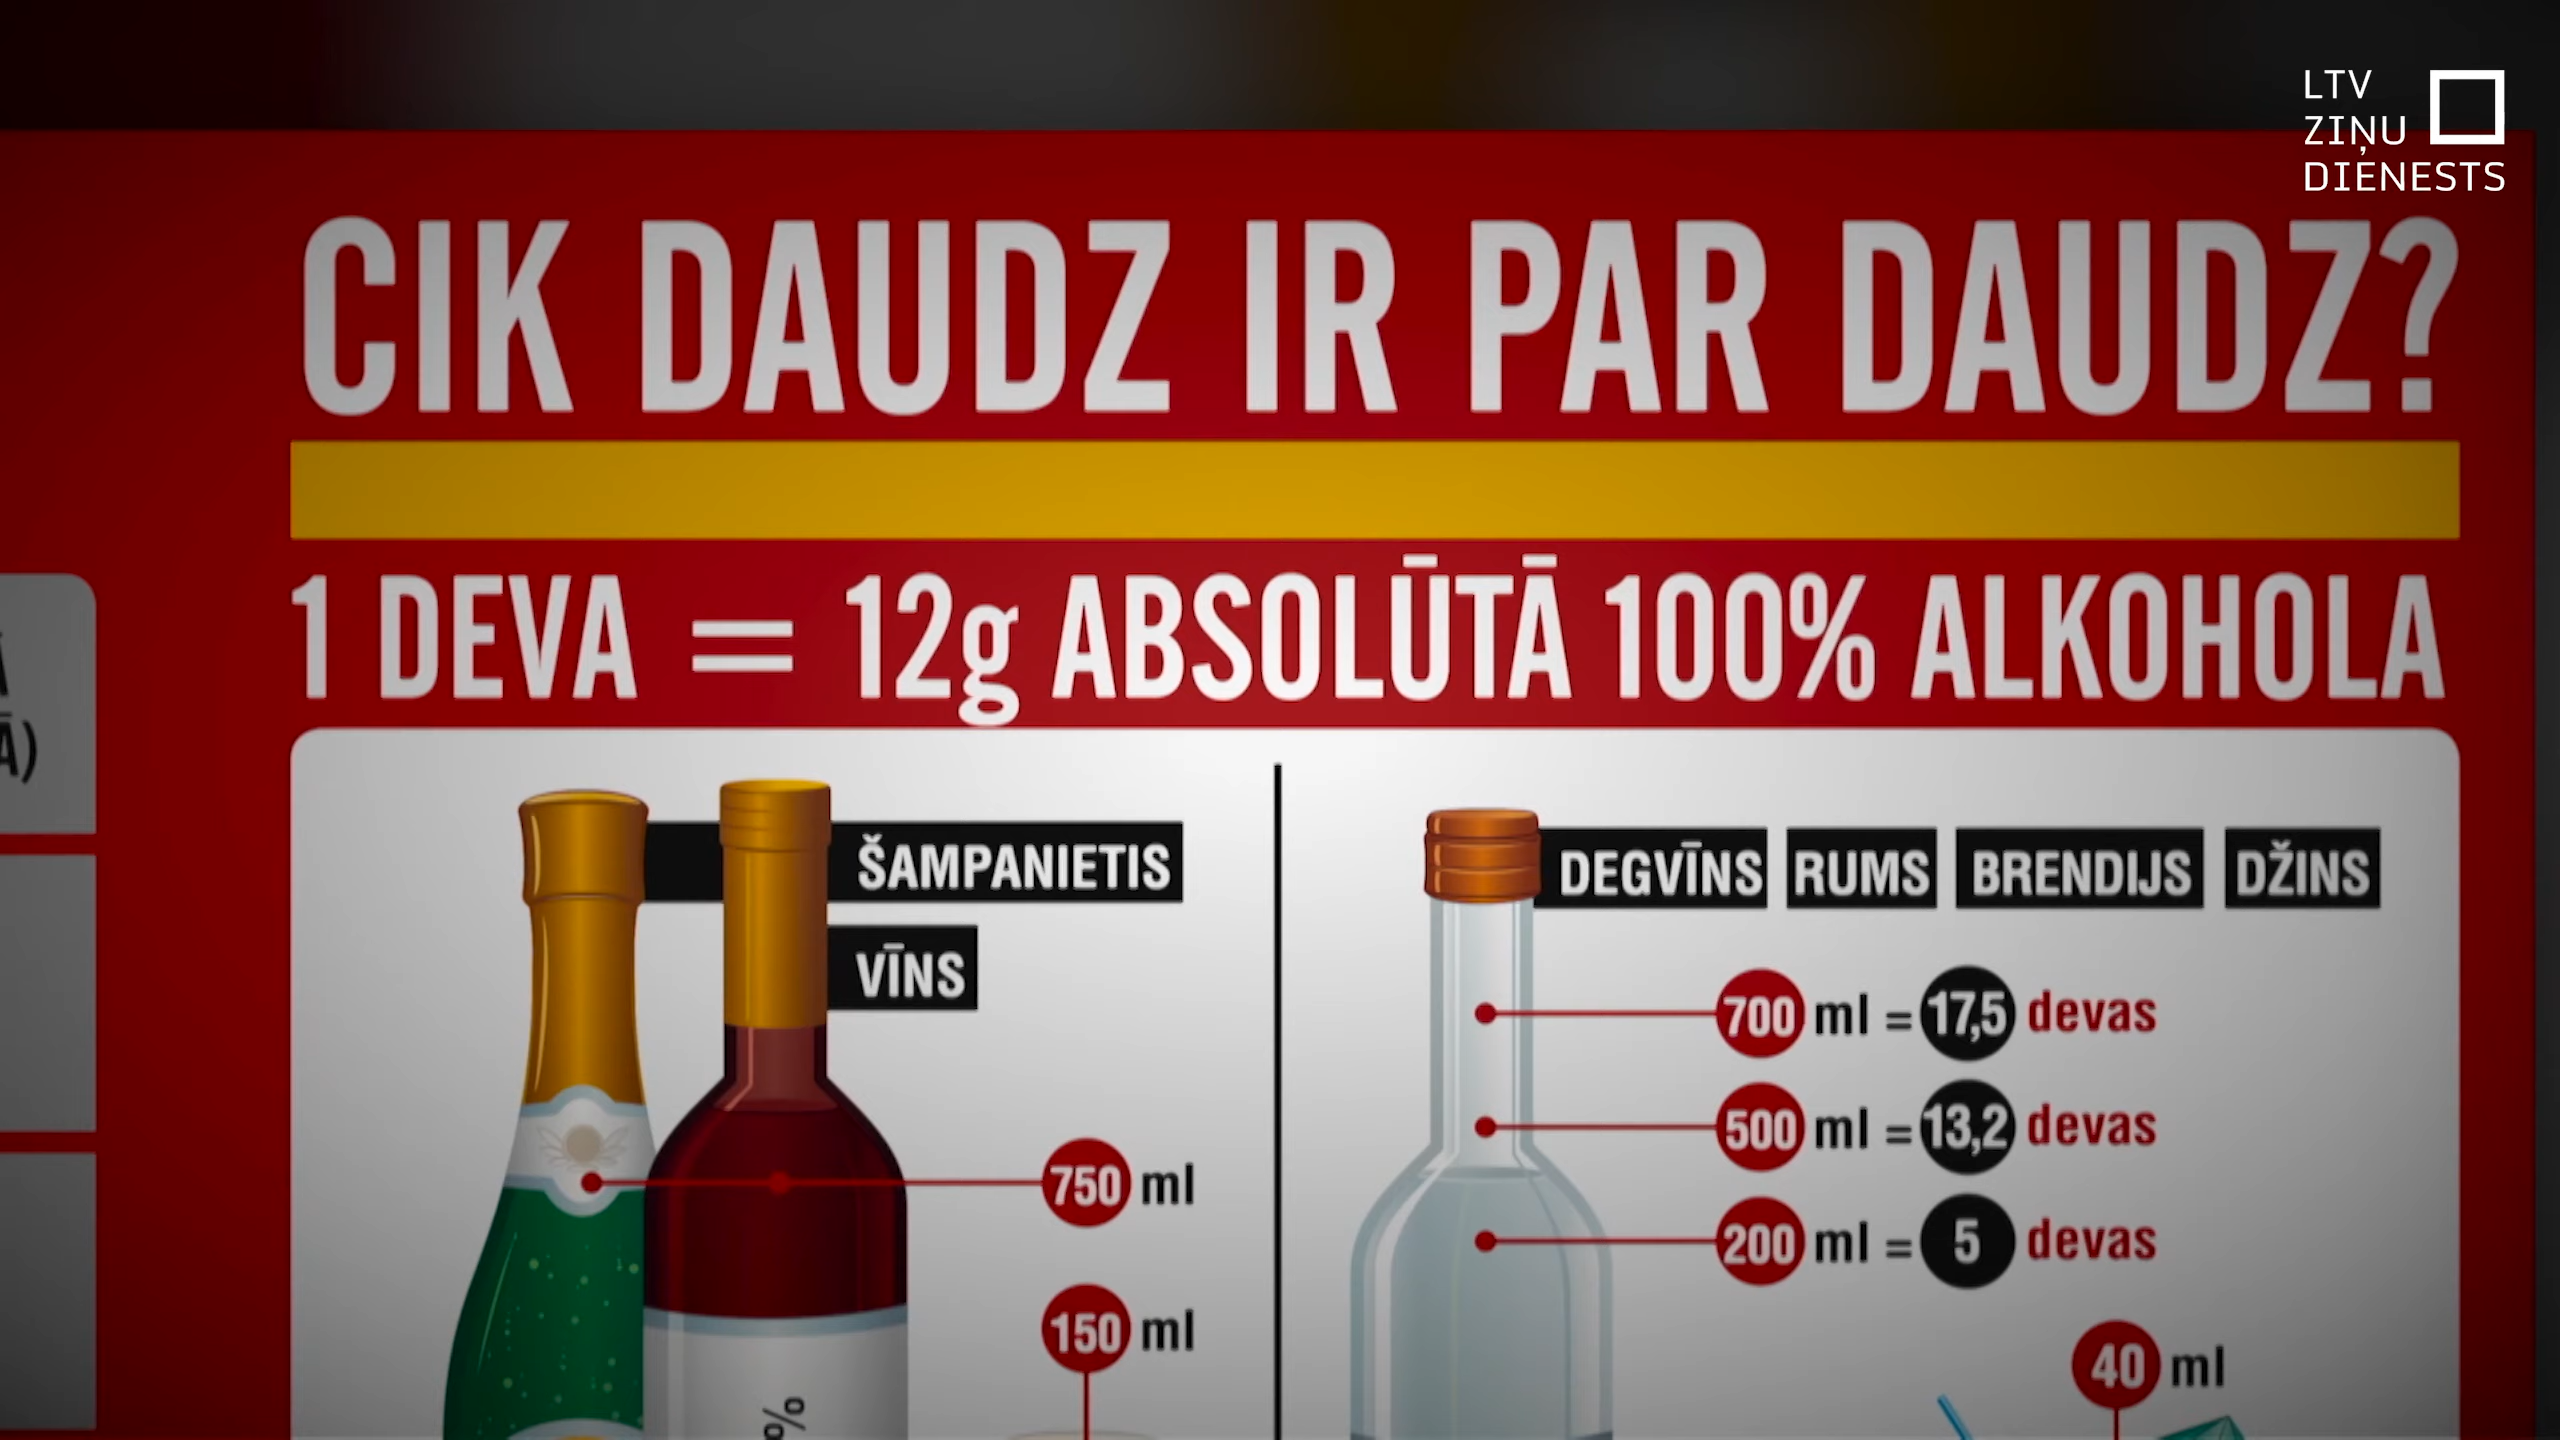 LTV
ZIŅU
DIENESTS
CIK DAUDZ IR PAR DAUDZ?
1 DEVA = 12g ABSOLŪTĀ 100% ALKOHOLA
Ā)
ŠAMPANIETIS
VĪNS
750 ml
150 ml
%
DEGVĪNS RUMS BRENDIJS DŽINS
700 ml = 17,5 devas
500 ml = 13,2 devas
200 ml = 5 devas
40 ml